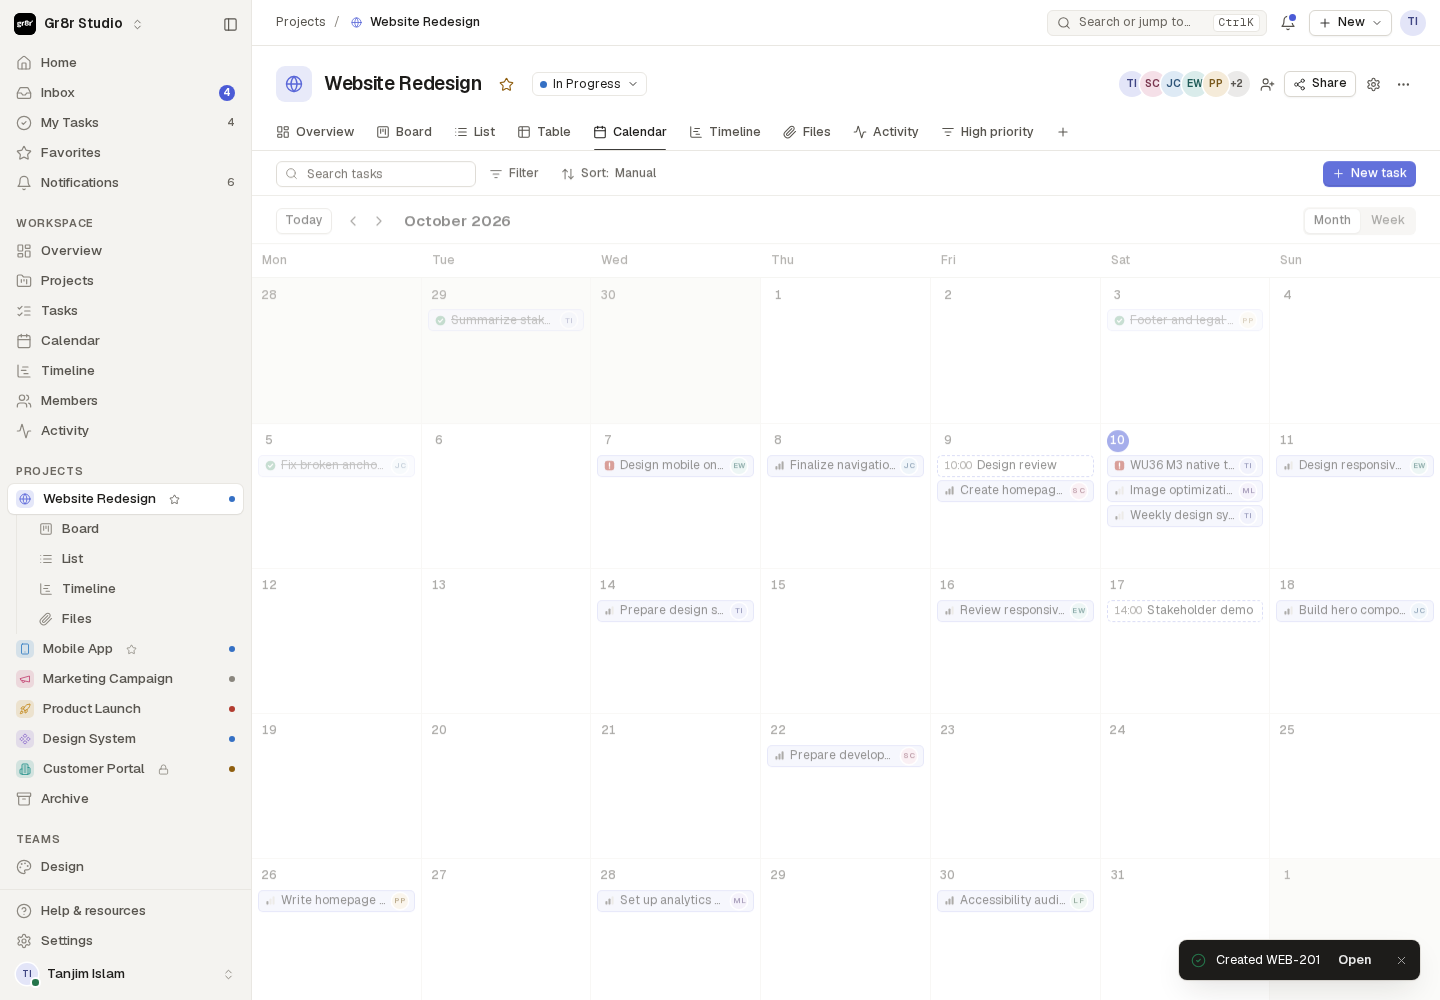 gr8r Gr8r Studio
Projects / Website Redesign
Search or jump to... CtrlK
New
TI
Home
Inbox 4
My Tasks 4
Favorites
Notifications 6
WORKSPACE
Overview
Projects
Tasks
Calendar
Timeline
Members
Activity
PROJECTS
Website Redesign
Board
List
Timeline
Files
Mobile App
Marketing Campaign
Product Launch
Design System
Customer Portal
Archive
TEAMS
Design
Help & resources
Settings
TI Tanjim Islam
Website Redesign
In Progress
TI SC JC EW PP +2
Share
Overview Board List Table Calendar Timeline Files Activity High priority
Search tasks Filter Sort: Manual
New task
Today October 2026
Month Week
Mon Tue Wed Thu Fri Sat Sun
28 29 30 1 2 3 4
Summarize stak... TI
Footer and legal ... PP
5 6 7 8 9 10 11
Fix broken ancho... JC
Design mobile on... EW
Finalize navigatio... JC
10:00 Design review
Create homepag... SC
WU36 M3 native t... TI
Image optimizati... ML
Weekly design sy... TI
Design responsiv... EW
12 13 14 15 16 17 18
Prepare design s... TI
Review responsiv... EW
14:00 Stakeholder demo
Build hero compo... JC
19 20 21 22 23 24 25
Prepare develop... SC
26 27 28 29 30 31 1
Write homepage ... PP
Set up analytics ... ML
Accessibility audi... LF
Created WEB-201 Open